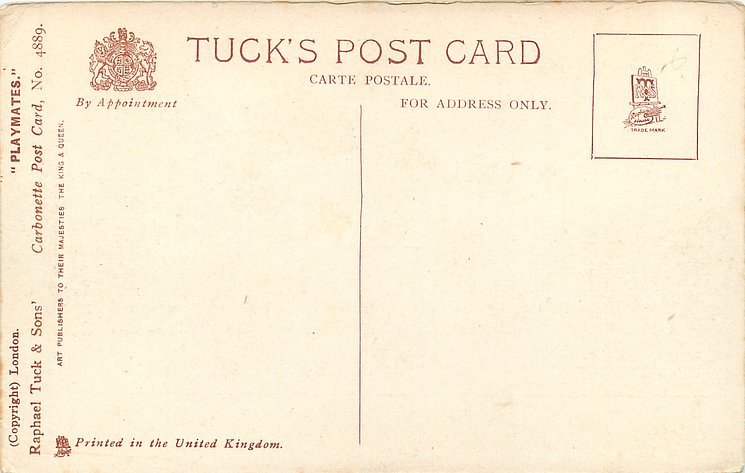 TUCK'S POST CARD
CARTE POSTALE.
By Appointment
FOR ADDRESS ONLY.
TRADE MARK
"PLAYMATES."
(Copyright) London.
Raphael Tuck & Sons' Carbonette Post Card, No. 4889.
ART PUBLISHERS TO THEIR MAJESTIES THE KING & QUEEN.
Printed in the United Kingdom.